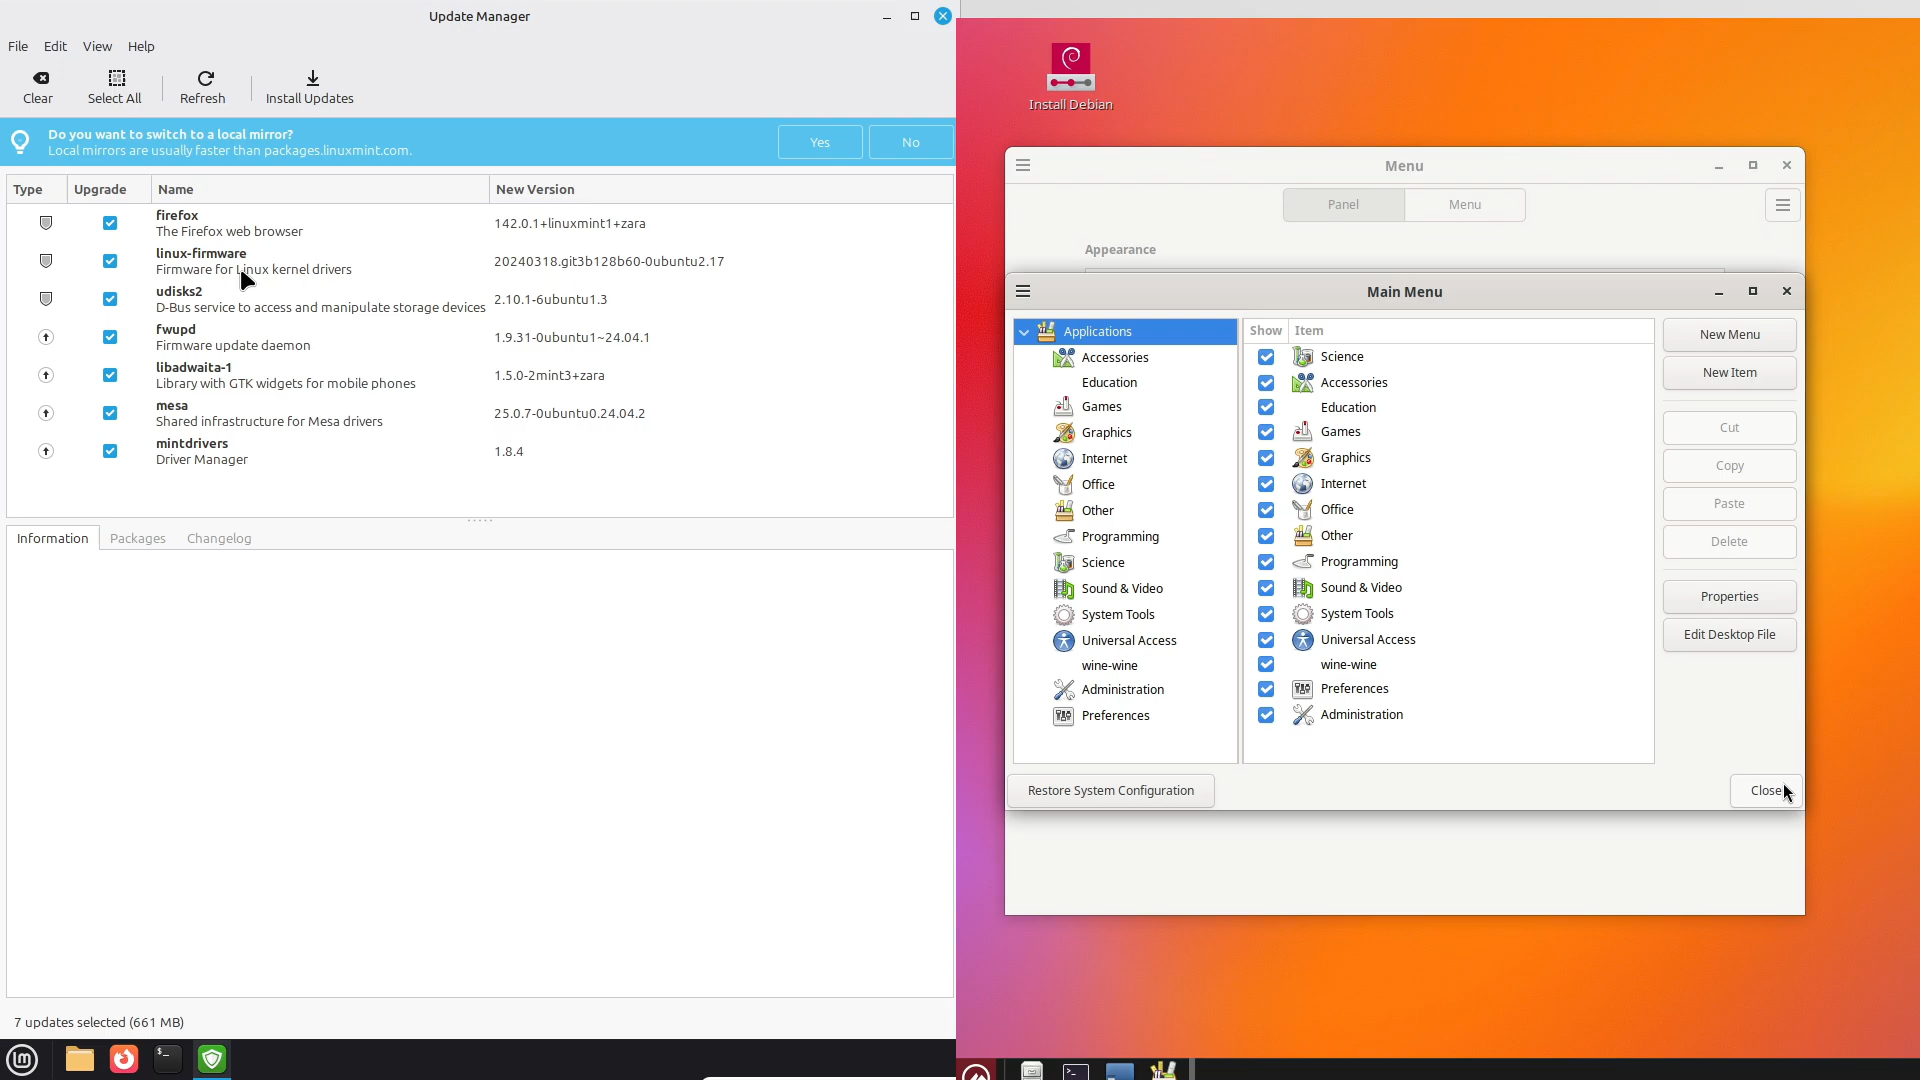 Update Manager
File Edit View Help
Clear Select All Refresh Install Updates
Do you want to switch to a local mirror?
Local mirrors are usually faster than packages.linuxmint.com.
Yes No
Type Upgrade Name New Version
firefox
The Firefox web browser
142.0.1+linuxmint1+zara
linux-firmware
Firmware for Linux kernel drivers
20240318.git3b128b60-0ubuntu2.17
udisks2
D-Bus service to access and manipulate storage devices
2.10.1-6ubuntu1.3
fwupd
Firmware update daemon
1.9.31-0ubuntu1~24.04.1
libadwaita-1
Library with GTK widgets for mobile phones
1.5.0-2mint3+zara
mesa
Shared infrastructure for Mesa drivers
25.0.7-0ubuntu0.24.04.2
mintdrivers
Driver Manager
1.8.4
Information Packages Changelog
7 updates selected (661 MB)
Install Debian
Menu
Panel Menu
Appearance
Main Menu
Applications
Accessories
Education
Games
Graphics
Internet
Office
Other
Programming
Science
Sound & Video
System Tools
Universal Access
wine-wine
Administration
Preferences
Show Item
Science
Accessories
Education
Games
Graphics
Internet
Office
Other
Programming
Sound & Video
System Tools
Universal Access
wine-wine
Preferences
Administration
New Menu
New Item
Cut
Copy
Paste
Delete
Properties
Edit Desktop File
Restore System Configuration
Close